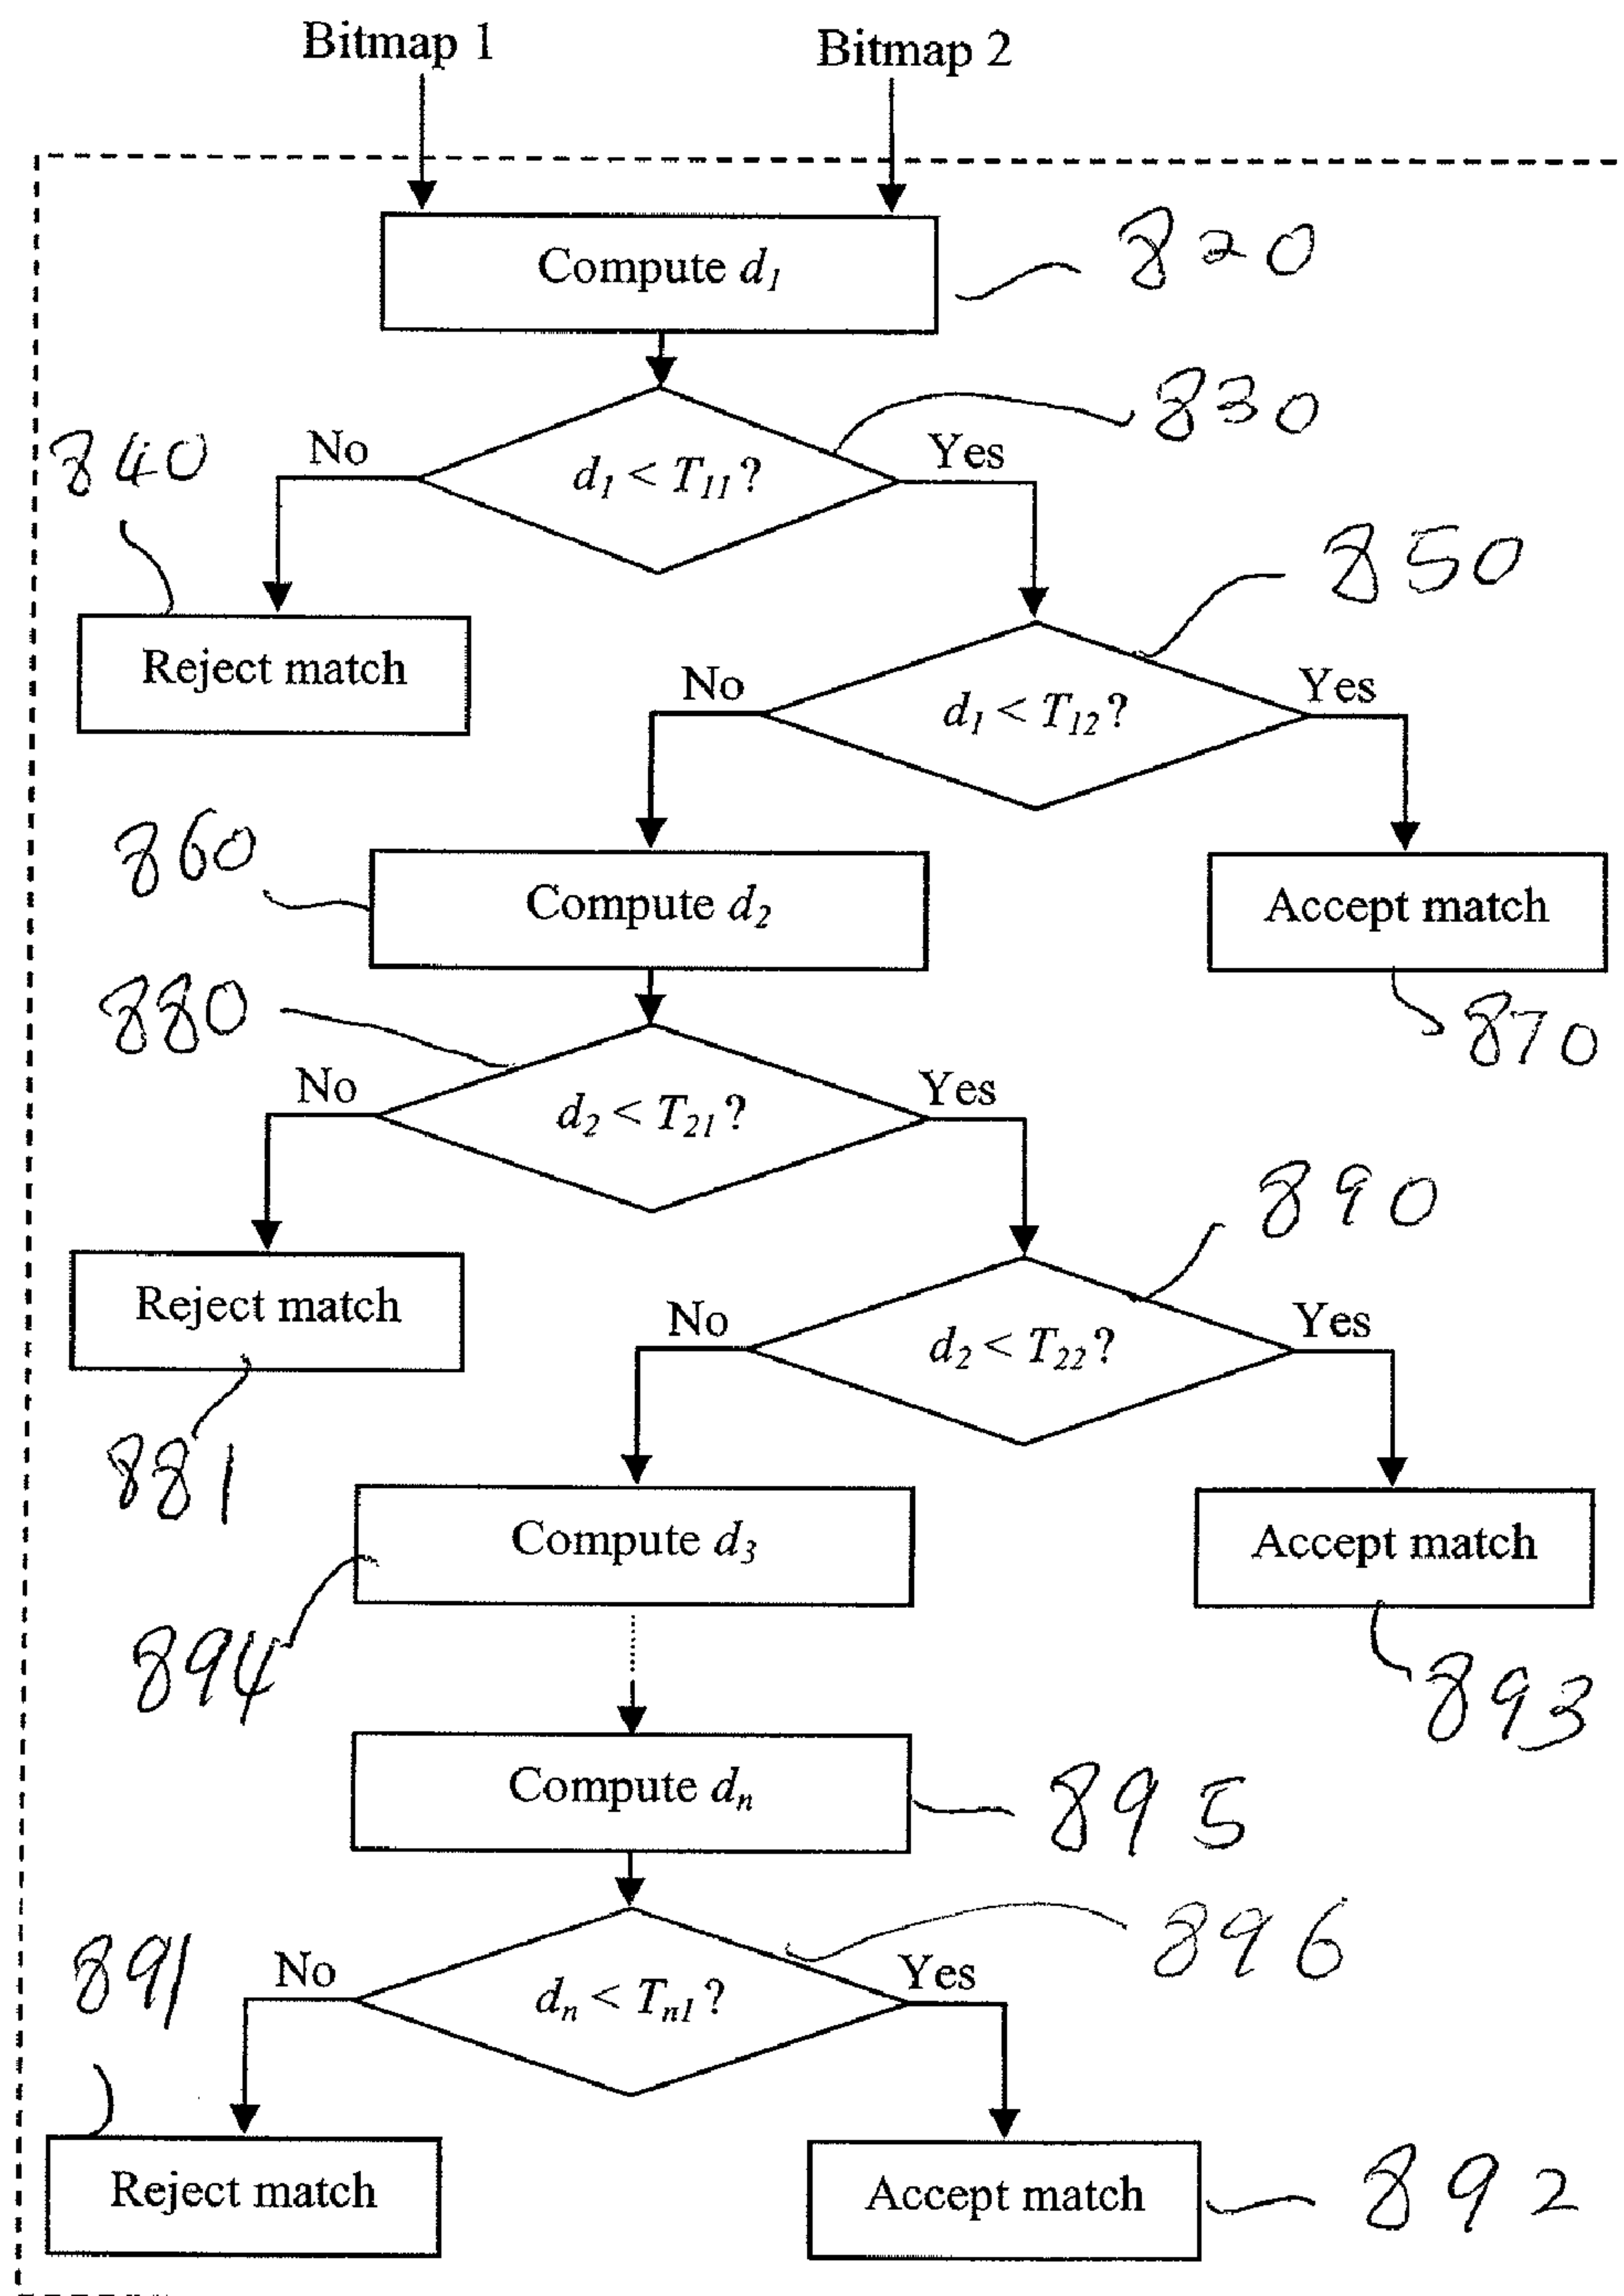 Bitmap 1
Bitmap 2
Compute d₁
820
830
No
Yes
d₁ < T₁₁?
840
850
Reject match
No
Yes
d₁ < T₁₂?
860
Compute d₂
Accept match
870
880
No
Yes
d₂ < T₂₁?
890
Reject match
No
Yes
d₂ < T₂₂?
881
Compute d₃
Accept match
894
893
Compute dₙ
895
896
891
No
Yes
dₙ < Tₙ₁?
Reject match
Accept match
892